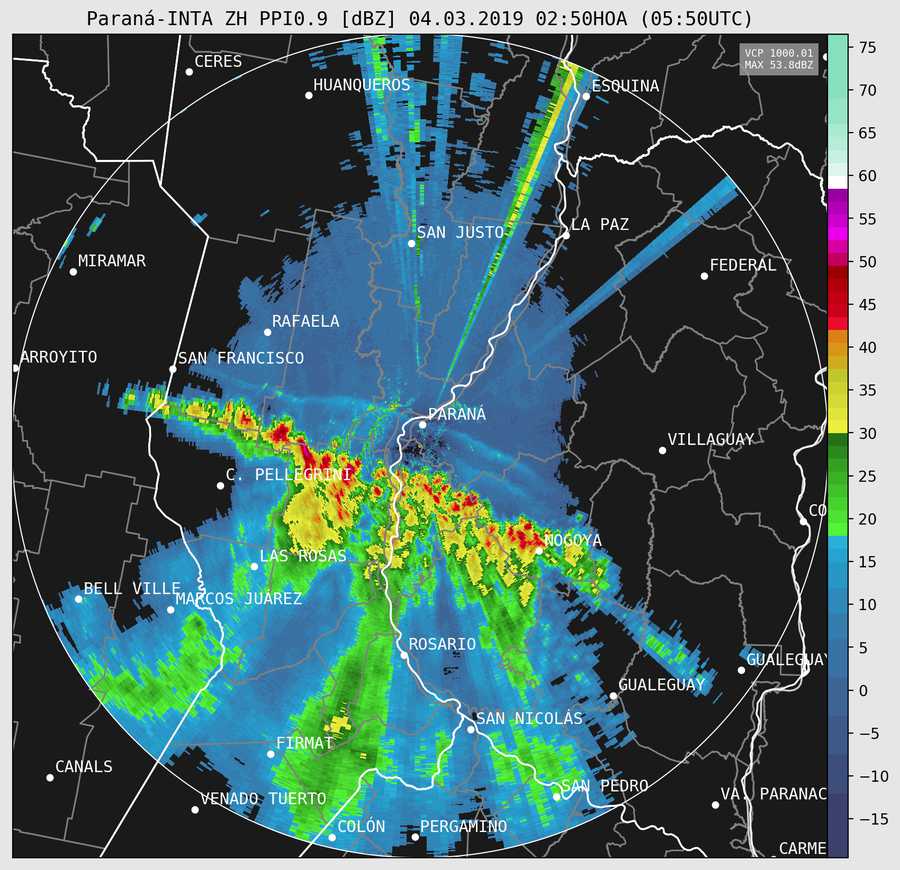 Paraná-INTA ZH PPI0.9 [dBZ] 04.03.2019 02:50HOA (05:50UTC)
VCP 1000.01
MAX 53.8dBZ
CERES
HUANQUEROS
ESQUINA
SAN JUSTO
LA PAZ
MIRAMAR
FEDERAL
RAFAELA
ARROYITO
SAN FRANCISCO
PARANÁ
VILLAGUAY
C. PELLEGRINI
CO
NOGOYA
LAS ROSAS
BELL VILLE
MARCOS JUÁREZ
ROSARIO
GUALEGUAY
GUALEGUAY
SAN NICOLÁS
FIRMAT
CANALS
SAN PEDRO
VENADO TUERTO
VA. PARANAC
COLÓN
PERGAMINO
CARME
75
70
65
60
55
50
45
40
35
30
25
20
15
10
5
0
−5
−10
−15